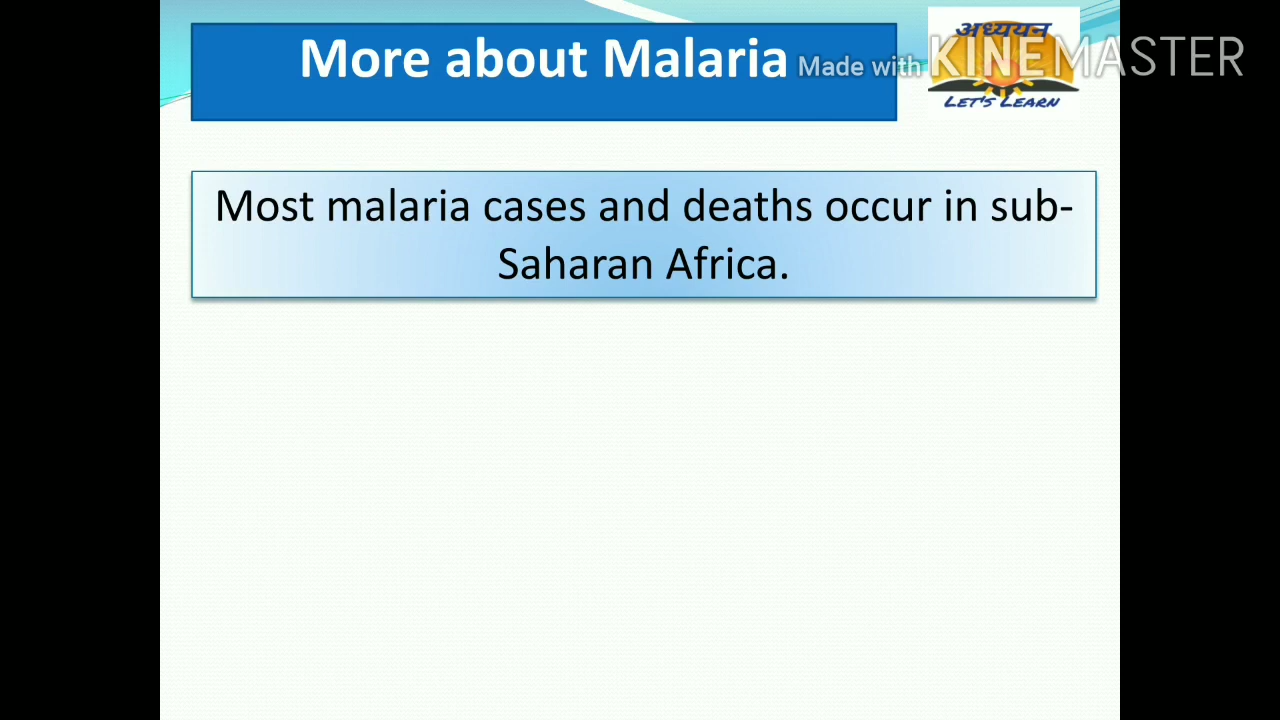 More about Malaria
Made with KINEMASTER
अध्ययन
LET'S LEARN
Most malaria cases and deaths occur in sub-
Saharan Africa.